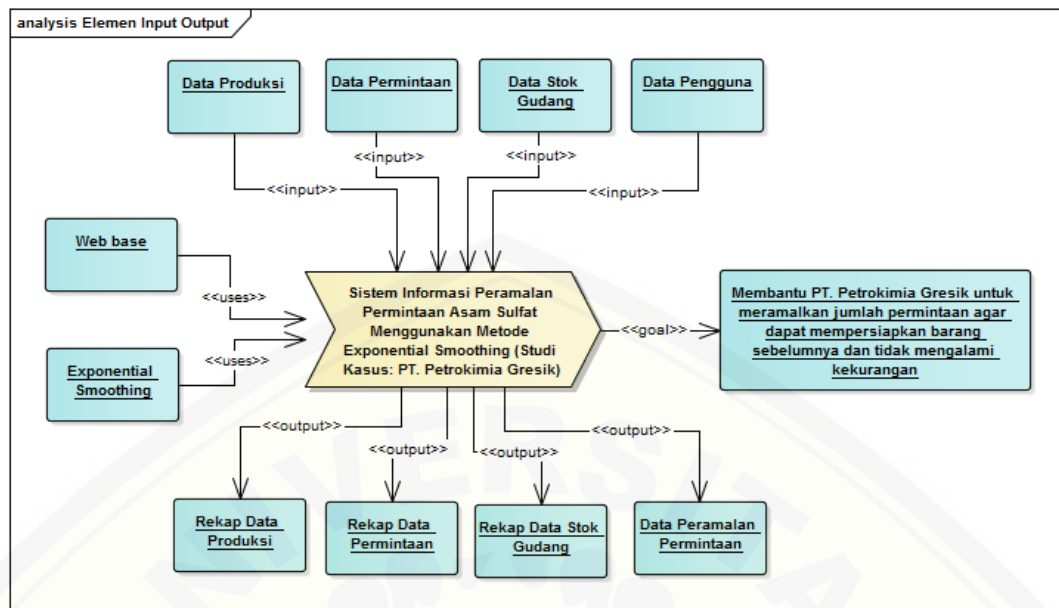 analysis Elemen Input Output
Data Produksi
Data Permintaan
Data Stok
Gudang
Data Pengguna
<<input>>
<<input>>
<<input>>
<<input>>
Web base
<<uses>>
Exponential
Smoothing
<<uses>>
Sistem Informasi Peramalan
Permintaan Asam Sulfat
Menggunakan Metode
Exponential Smoothing (Studi
Kasus: PT. Petrokimia Gresik)
<<goal>>
Membantu PT. Petrokimia Gresik untuk
meramalkan jumlah permintaan agar
dapat mempersiapkan barang
sebelumnya dan tidak mengalami
kekurangan
<<output>>
<<output>>
<<output>>
<<output>>
Rekap Data
Produksi
Rekap Data
Permintaan
Rekap Data Stok
Gudang
Data Peramalan
Permintaan
NIVERSITA